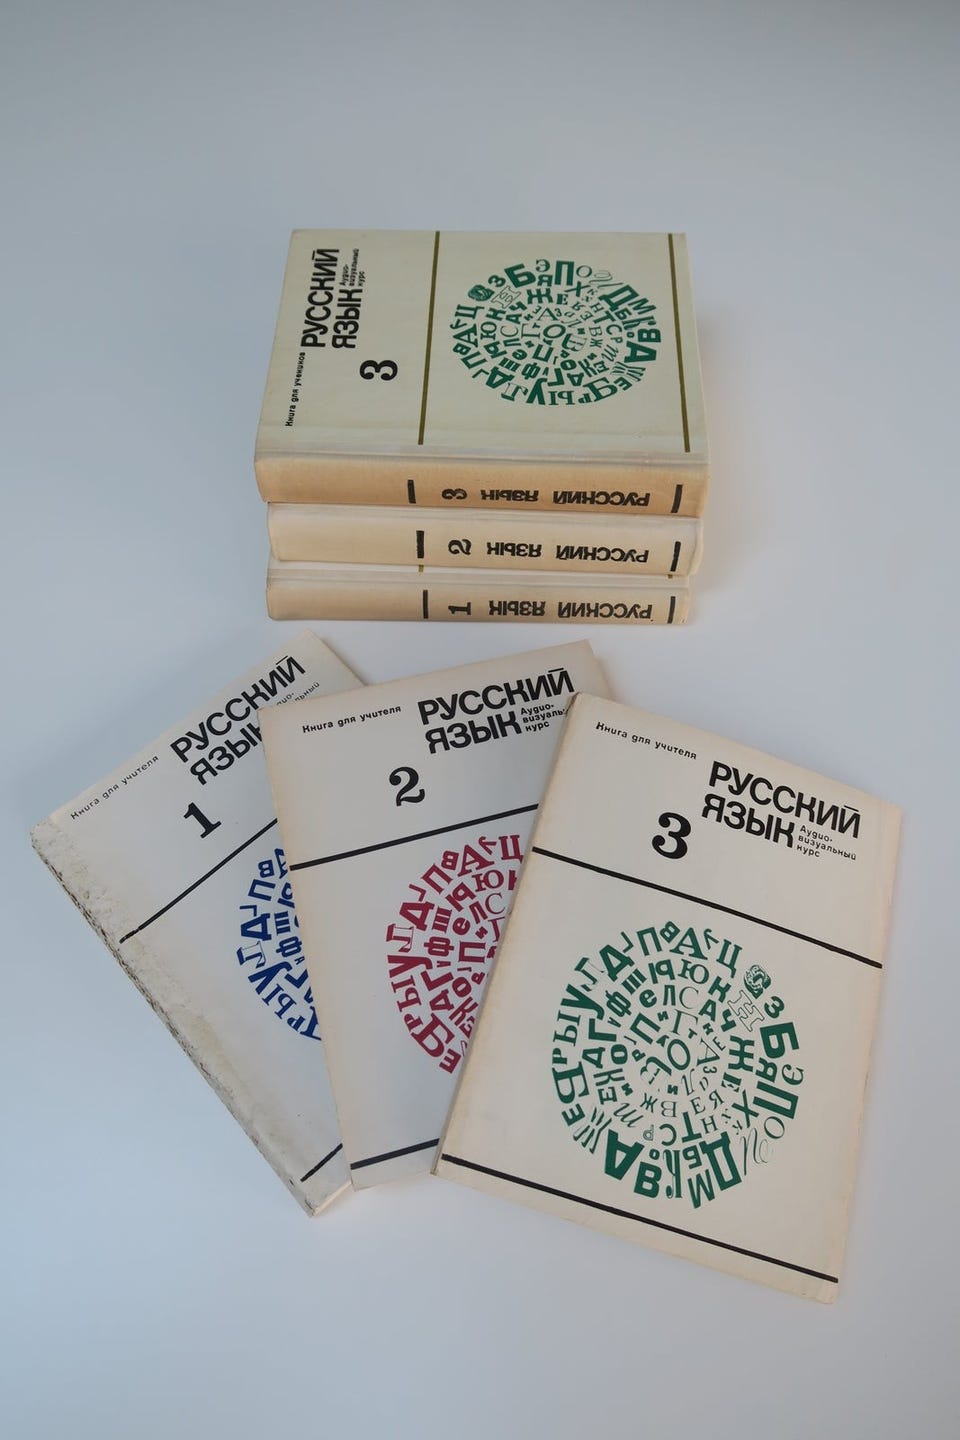 Книга для учеников
РУССКИЙ
ЯЗЫК
Аудио-
визуальный
курс
3
3 РУССКИЙ ЯЗЫК
2 РУССКИЙ ЯЗЫК
1 РУССКИЙ ЯЗЫК
Книга для учителя
РУССКИЙ
ЯЗЫК
1
Книга для учителя
РУССКИЙ
ЯЗЫК
Аудио-
визуаль
курс
2
Книга для учителя
РУССКИЙ
ЯЗЫК
Аудио-
визуальный
курс
3